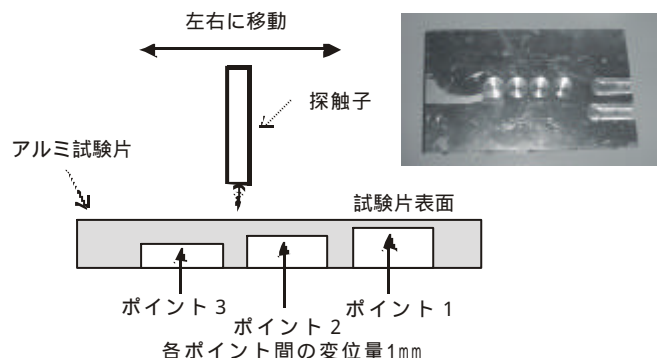 左右に移動
探触子
アルミ試験片
試験片表面
ポイント3
ポイント2
ポイント1
各ポイント間の変位量1mm